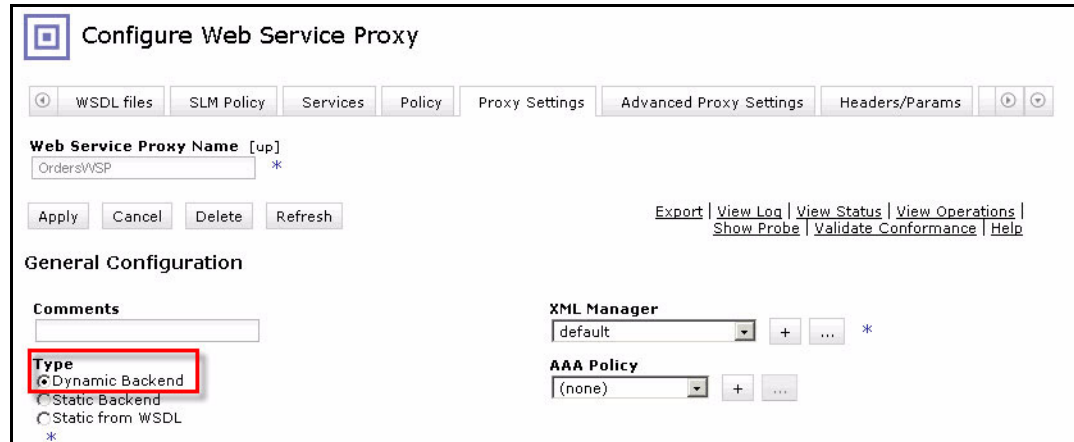 Configure Web Service Proxy
WSDL files SLM Policy Services Policy Proxy Settings Advanced Proxy Settings Headers/Params
Web Service Proxy Name [up]
OrdersWSP *
Apply Cancel Delete Refresh
Export | View Log | View Status | View Operations |
Show Probe | Validate Conformance | Help
General Configuration
Comments
XML Manager
default + ... *
Type
Dynamic Backend
Static Backend
Static from WSDL
*
AAA Policy
(none) + ...